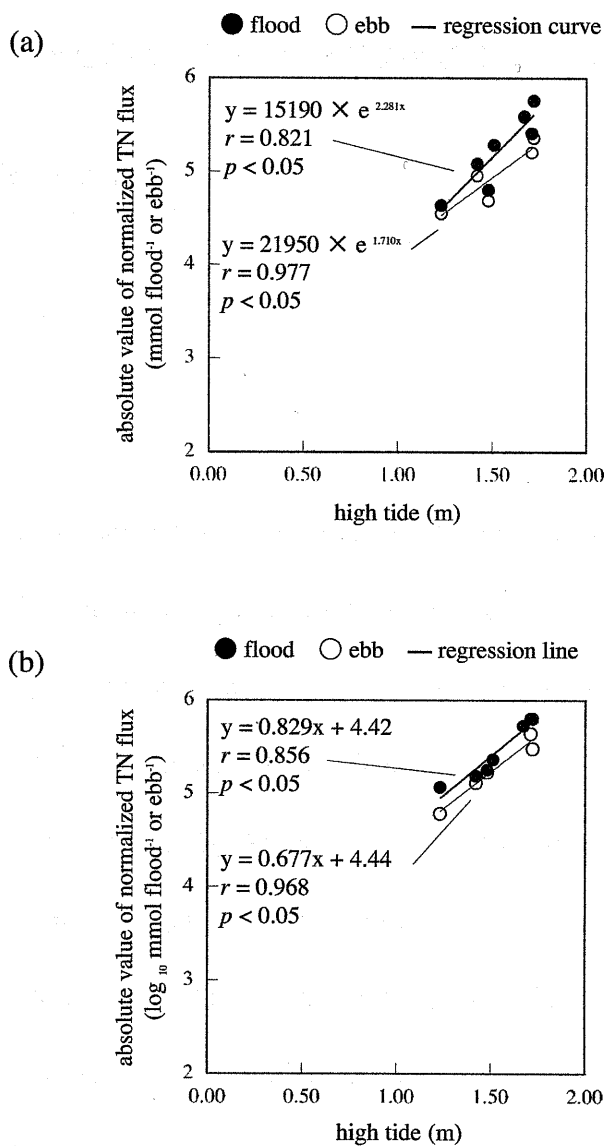 (a)
● flood ○ ebb — regression curve
absolute value of normalized TN flux
(mmol flood⁻¹ or ebb⁻¹)
6
5
4
3
2
y = 15190 × e ²·²⁸¹ˣ
r = 0.821
p < 0.05
y = 21950 × e ¹·⁷¹⁰ˣ
r = 0.977
p < 0.05
0.00 0.50 1.00 1.50 2.00
high tide (m)
(b)
● flood ○ ebb — regression line
absolute value of normalized TN flux
(log ₁₀ mmol flood⁻¹ or ebb⁻¹)
6
5
4
3
2
y = 0.829x + 4.42
r = 0.856
p < 0.05
y = 0.677x + 4.44
r = 0.968
p < 0.05
0.00 0.50 1.00 1.50 2.00
high tide (m)